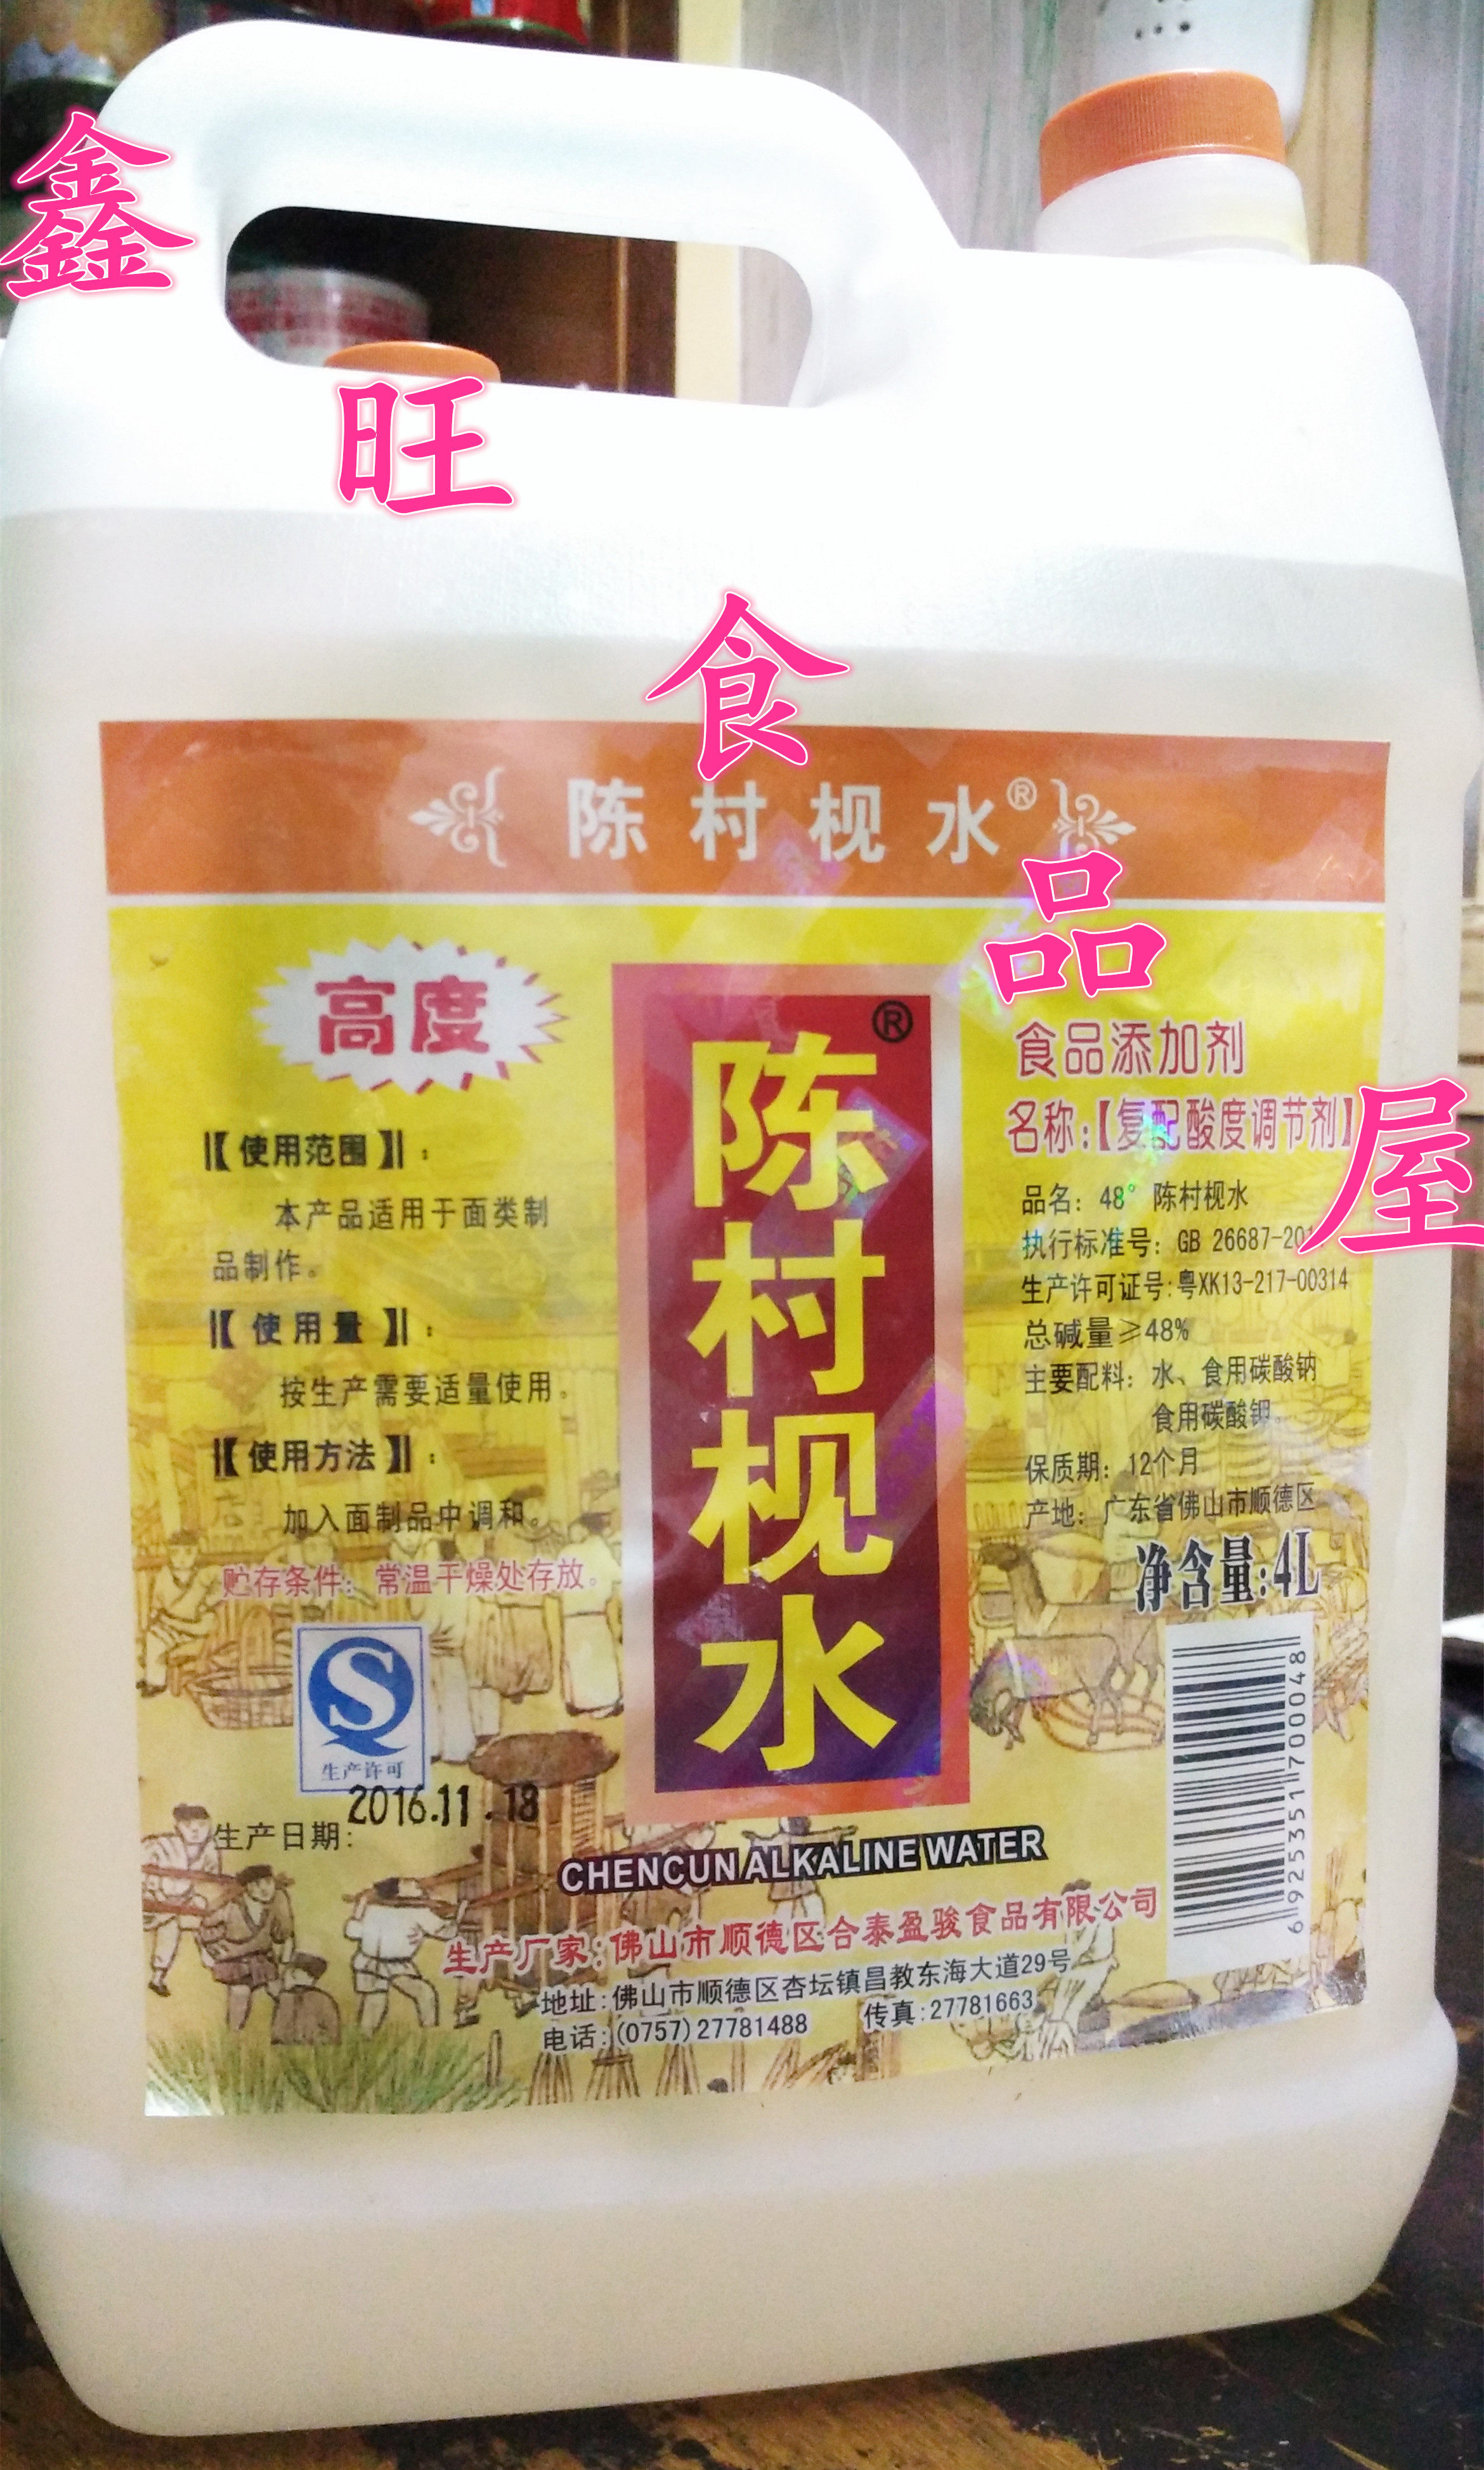 鑫旺食品屋
陈村枧水®
高度
【使用范围】：
本产品适用于面类制
品制作。
【使用量】：
按生产需要适量使用。
【使用方法】：
加入面制品中调和。
贮存条件：常温干燥处存放。
生产许可
生产日期:
2016.11.18
®
陈村枧水
CHENCUN ALKALINE WATER
食品添加剂
名称:【复配酸度调节剂】
品名：48°陈村枧水
执行标准号：GB 26687-201
生产许可证号:粤XK13-217-00314
总碱量≥48%
主要配料：水、食用碳酸钠
食用碳酸钾。
保质期：12个月
产地：广东省佛山市顺德区
净含量:4L
6925351700048
生产厂家:佛山市顺德区合泰盈骏食品有限公司
地址:佛山市顺德区杏坛镇昌教东海大道29号
电话:(0757)27781488 传真:27781663